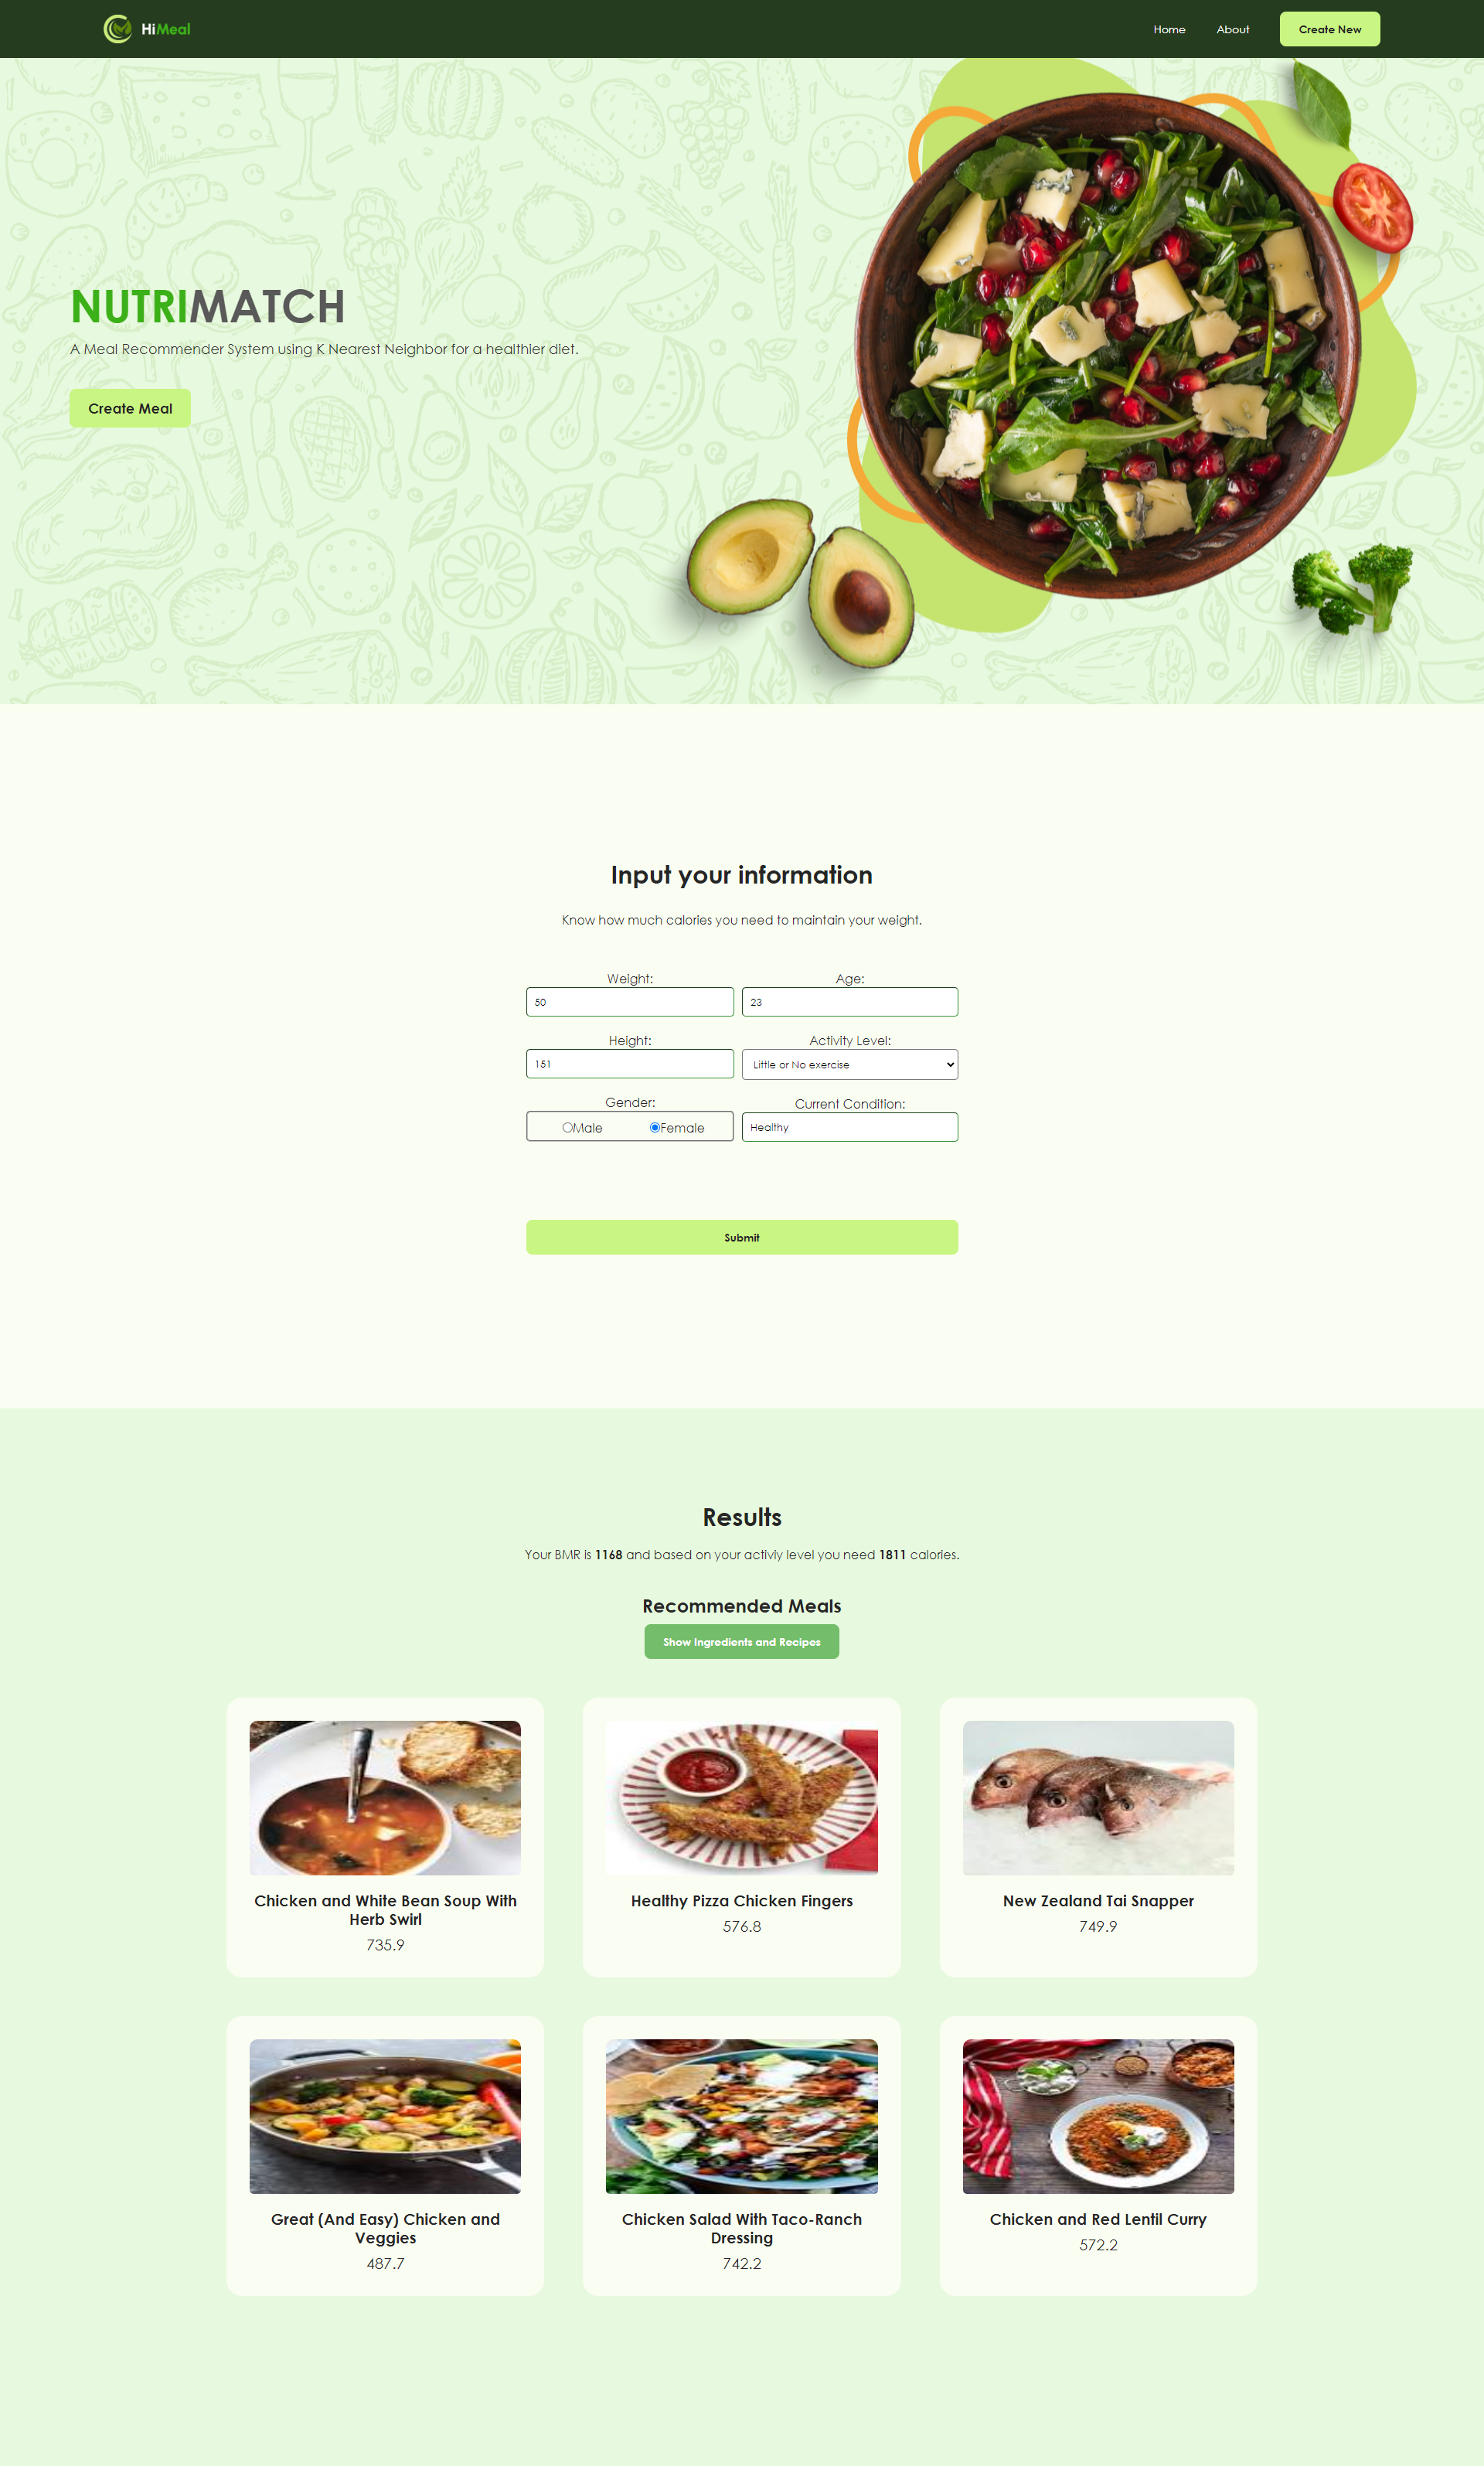 HiMeal
Home
About
Create New
NUTRIMATCH
A Meal Recommender System using K Nearest Neighbor for a healthier diet.
Create Meal
Input your information
Know how much calories you need to maintain your weight.
Weight:
50
Age:
23
Height:
151
Activity Level:
Little or No exercise
Gender:
Male
Female
Current Condition:
Healthy
Submit
Results
Your BMR is 1168 and based on your activiy level you need 1811 calories.
Recommended Meals
Show Ingredients and Recipes
Chicken and White Bean Soup With
Herb Swirl
735.9
Healthy Pizza Chicken Fingers
576.8
New Zealand Tai Snapper
749.9
Great (And Easy) Chicken and
Veggies
487.7
Chicken Salad With Taco-Ranch
Dressing
742.2
Chicken and Red Lentil Curry
572.2